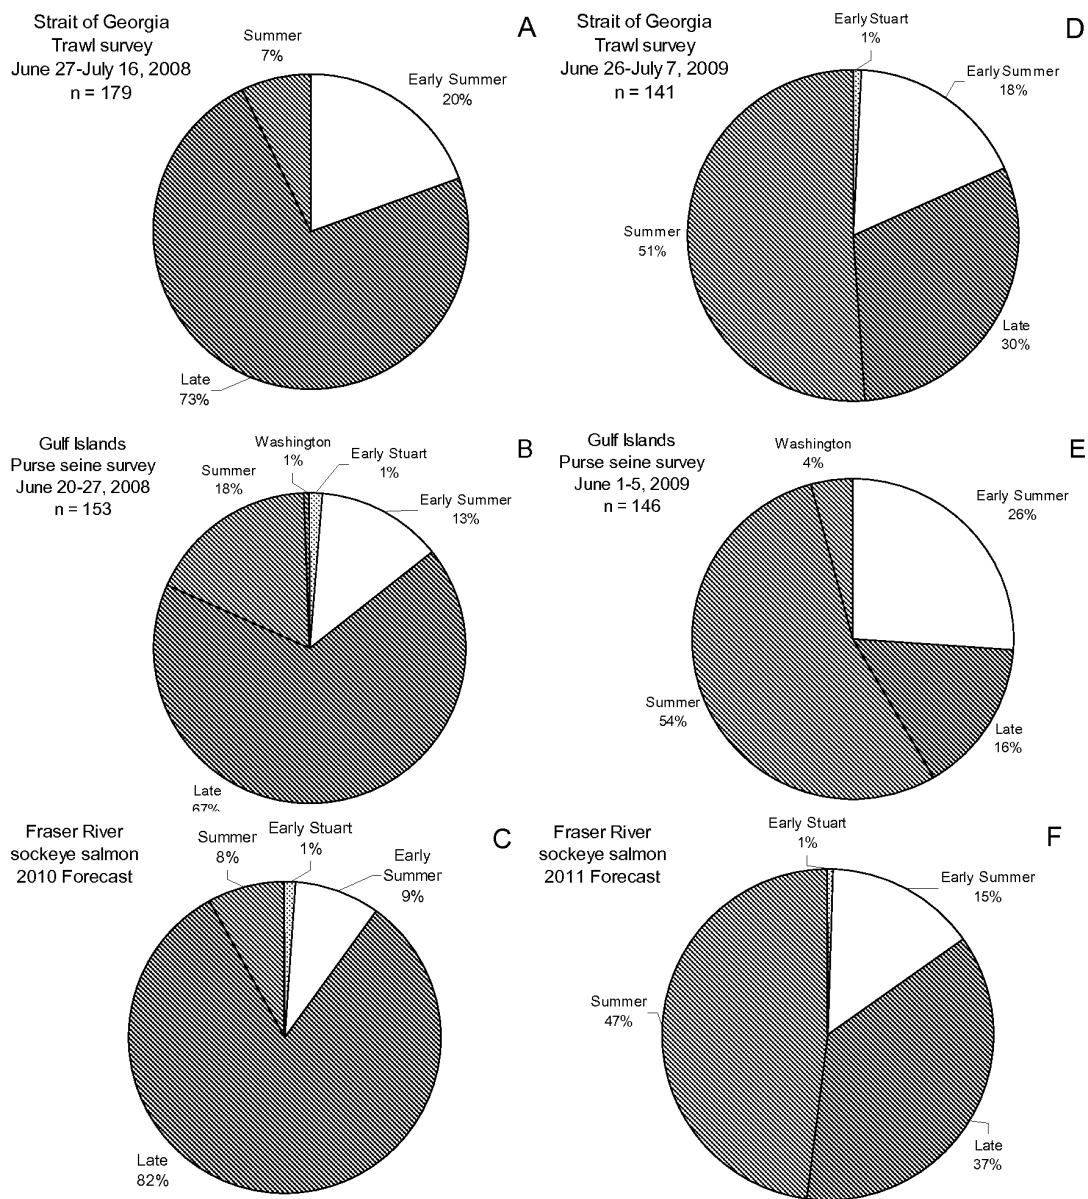 Strait of Georgia
Trawl survey
June 27-July 16, 2008
n = 179
A
Summer
7%
Early Summer
20%
Late
73%
Strait of Georgia
Trawl survey
June 26-July 7, 2009
n = 141
D
Early Stuart
1%
Early Summer
18%
Summer
51%
Late
30%
Gulf Islands
Purse seine survey
June 20-27, 2008
n = 153
B
Washington
1%
Early Stuart
1%
Summer
18%
Early Summer
13%
Late
67%
Gulf Islands
Purse seine survey
June 1-5, 2009
n = 146
E
Washington
4%
Early Summer
26%
Summer
54%
Late
16%
Fraser River
sockeye salmon
2010 Forecast
C
Summer
8%
Early Stuart
1%
Early
Summer
9%
Late
82%
Fraser River
sockeye salmon
2011 Forecast
F
Early Stuart
1%
Early Summer
15%
Summer
47%
Late
37%